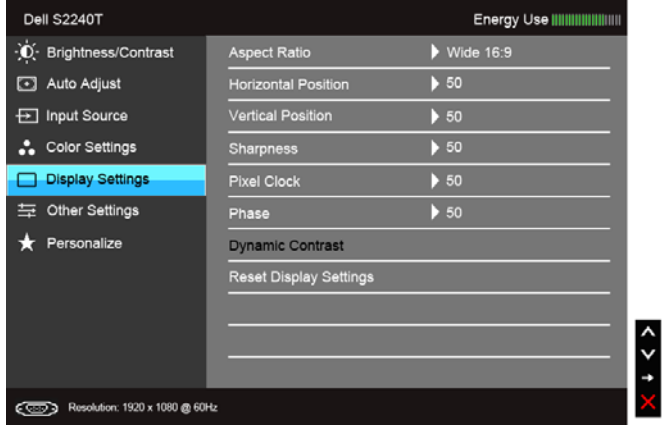 Dell S2240T
Energy Use
Brightness/Contrast
Auto Adjust
Input Source
Color Settings
Display Settings
Other Settings
Personalize
Aspect Ratio Wide 16:9
Horizontal Position 50
Vertical Position 50
Sharpness 50
Pixel Clock 50
Phase 50
Dynamic Contrast
Reset Display Settings
Resolution: 1920 x 1080 @ 60Hz